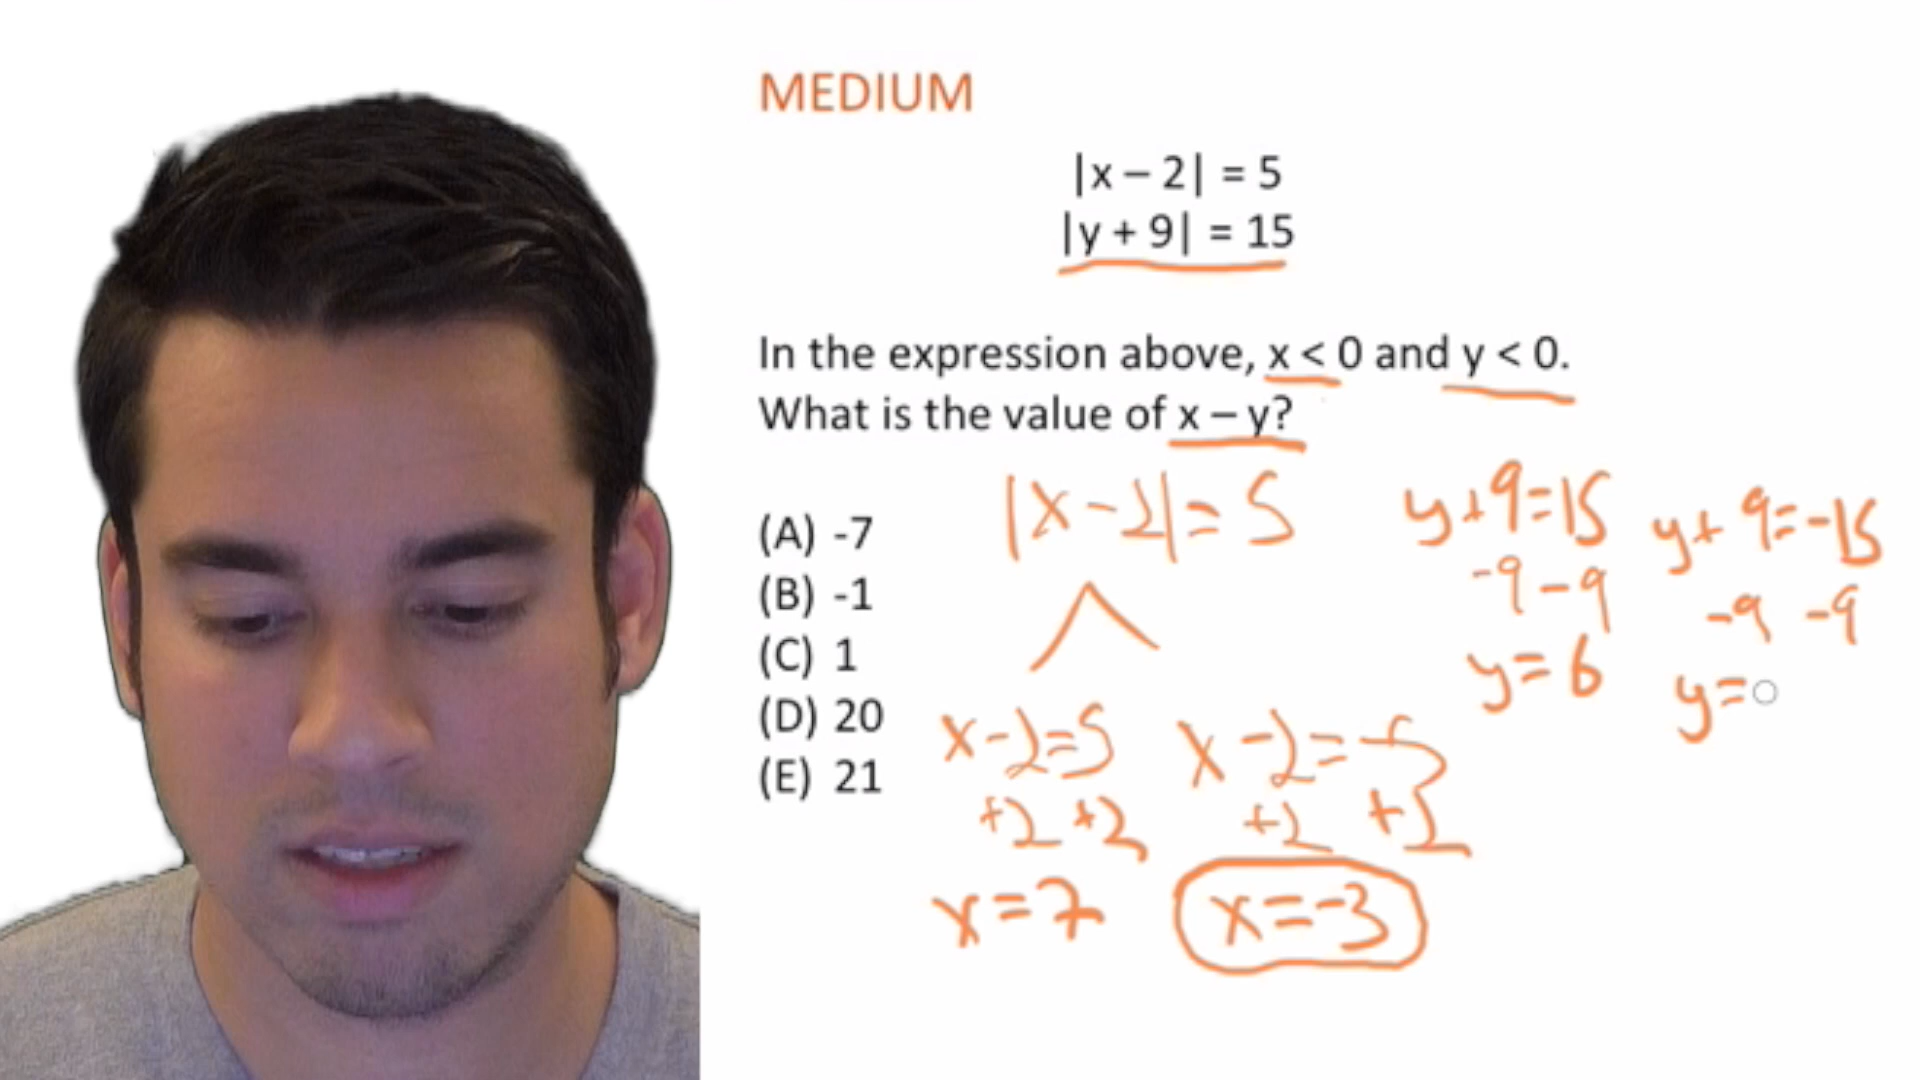 MEDIUM
|x – 2| = 5
|y + 9| = 15
In the expression above, x < 0 and y < 0.
What is the value of x – y?
(A) -7
(B) -1
(C) 1
(D) 20
(E) 21
|x-2|=5
x-2=5
+2 +2
x=7
x-2=-5
+2 +2
x=-3
y+9=15
-9 -9
y=6
y+9=-15
-9 -9
y=